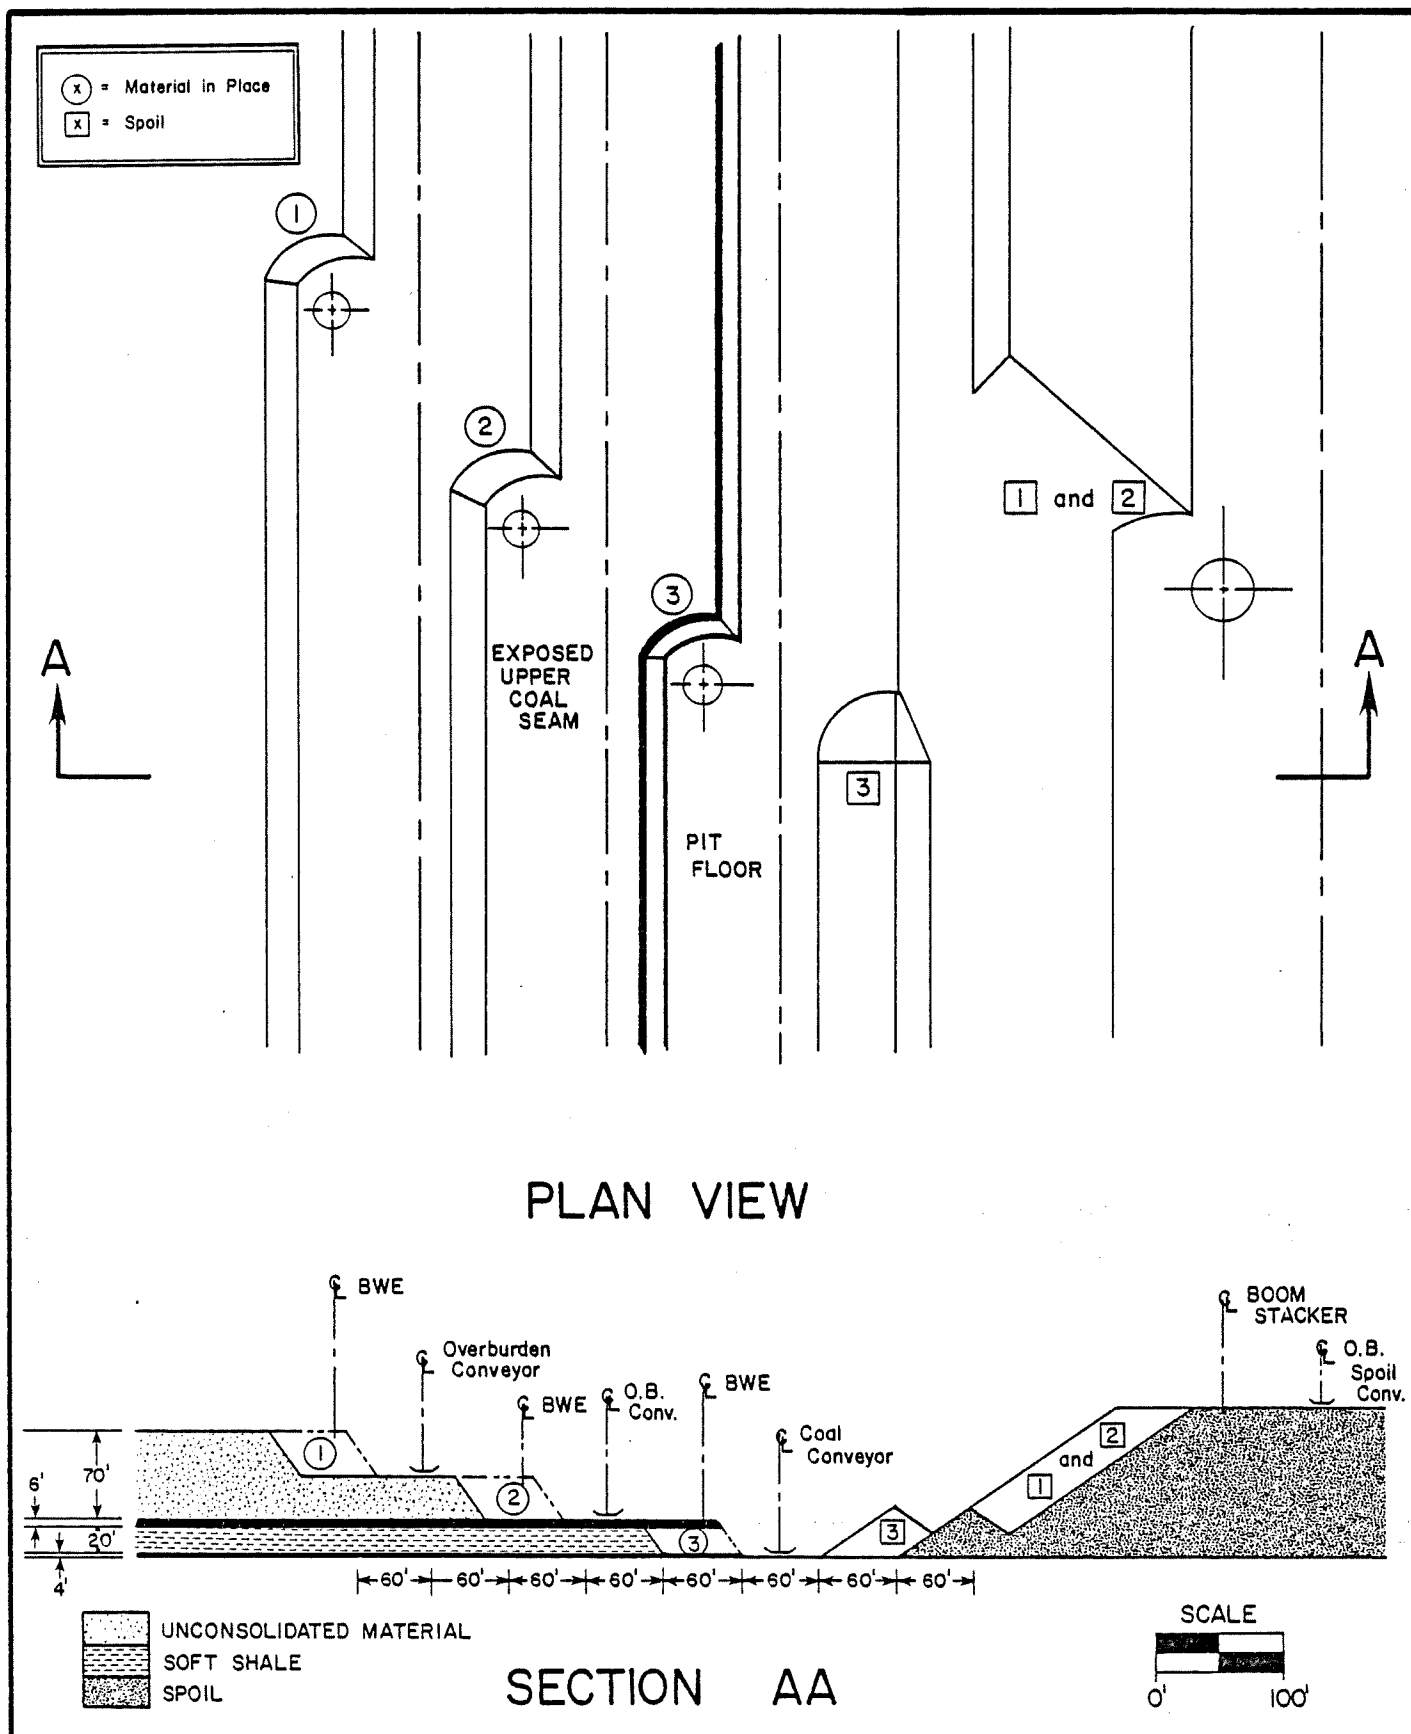 x = Material in Place
x = Spoil
1
2
3
1 and 2
EXPOSED
UPPER
COAL
SEAM
A
A
3
PIT
FLOOR
PLAN VIEW
℄ BWE
℄ BOOM
STACKER
℄ Overburden
Conveyor
℄ O.B.
Spoil
Conv.
℄ BWE
℄ O.B.
Conv.
℄ BWE
℄ Coal
Conveyor
1
2
3
3
1
and
2
6'
70'
20'
4'
60' 60' 60' 60' 60' 60' 60' 60'
UNCONSOLIDATED MATERIAL
SOFT SHALE
SPOIL
SECTION AA
SCALE
0' 100'